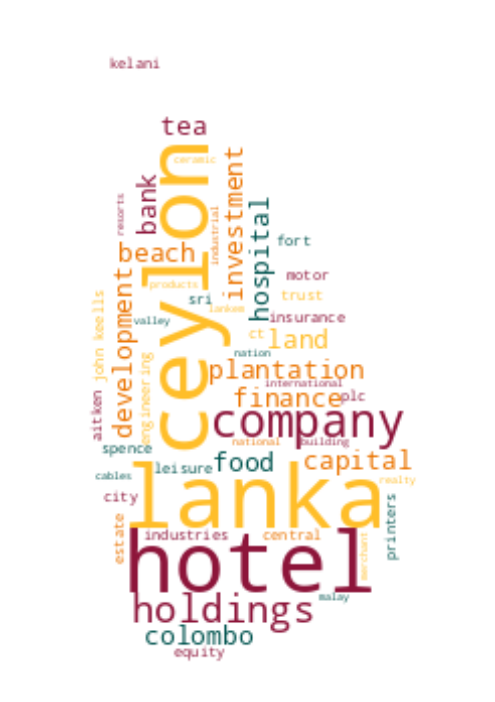 kelani
tea
ceramic
ceylon
bank
investment
resorts
hospital
industrial
fort
beach
motor
products
sri
trust
lankem
john keells
development
valley
insurance
ct
land
nation
engineering
plantation
international
aitken
finance
plc
company
national
building
spence
food
capital
leisure
cables
lanka
realty
city
printers
estate
industries
central
merchant
hotel
holdings
malay
colombo
equity